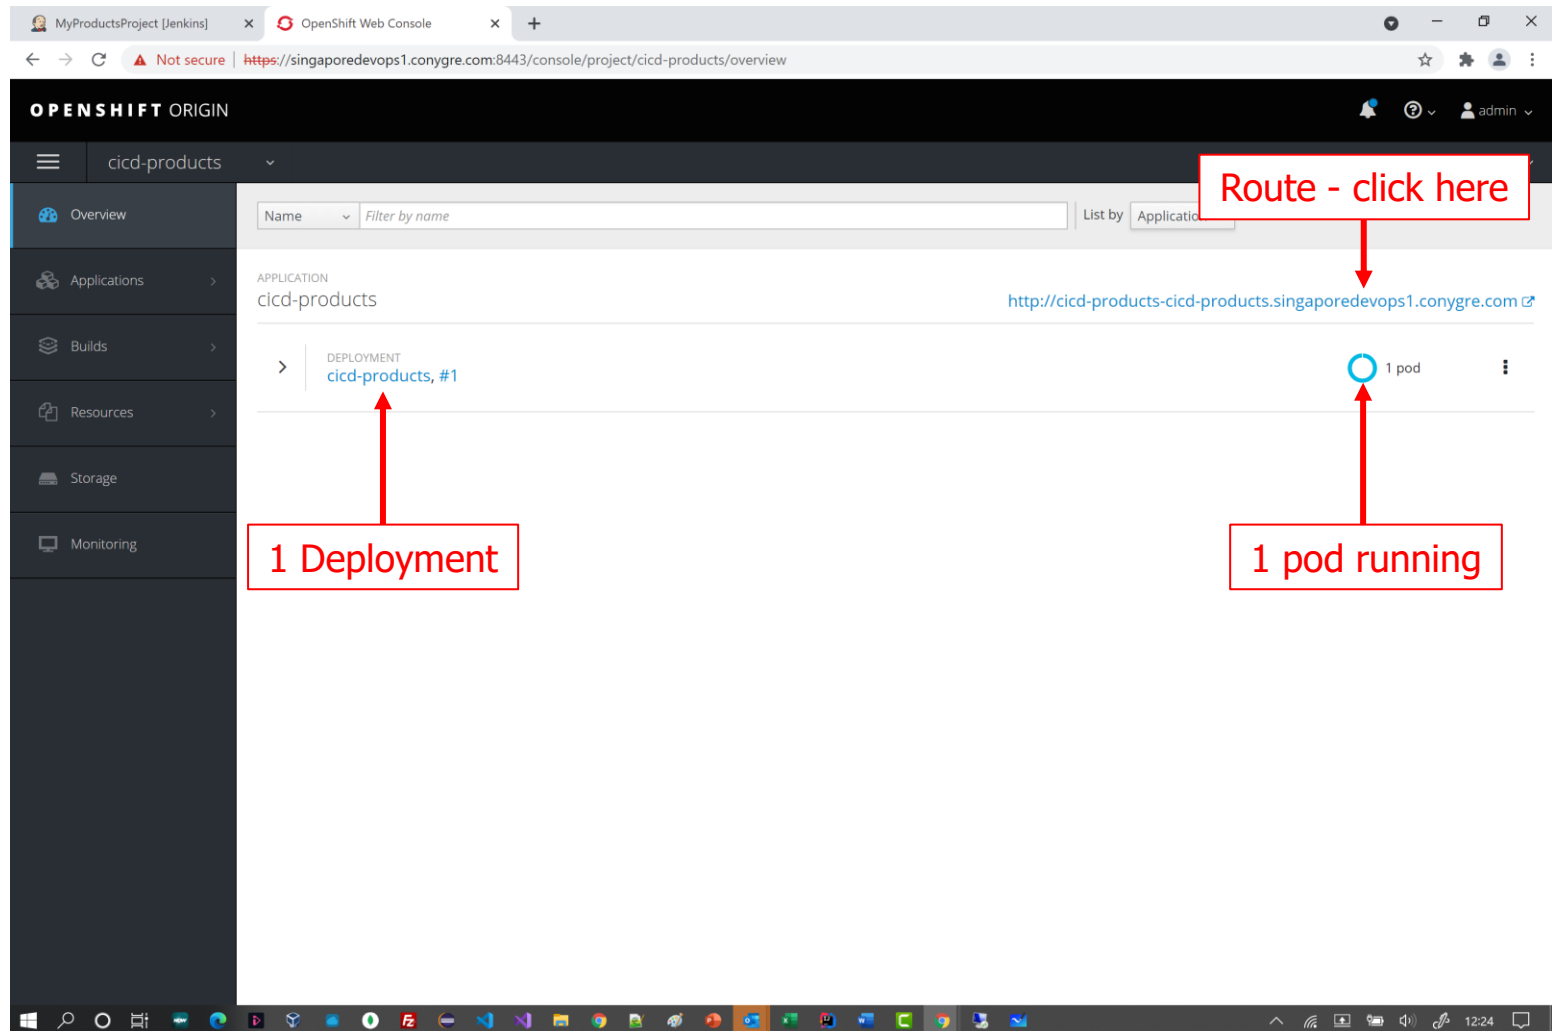 MyProductsProject [Jenkins]
OpenShift Web Console
Not secure
https://singaporedevops1.conygre.com:8443/console/project/cicd-products/overview
OPENSHIFT ORIGIN
admin
cicd-products
Route - click here
Overview
Name
Filter by name
List by
Application
Applications
APPLICATION
cicd-products
http://cicd-products-cicd-products.singaporedevops1.conygre.com
Builds
DEPLOYMENT
cicd-products, #1
1 pod
Resources
Storage
Monitoring
1 Deployment
1 pod running
12:24